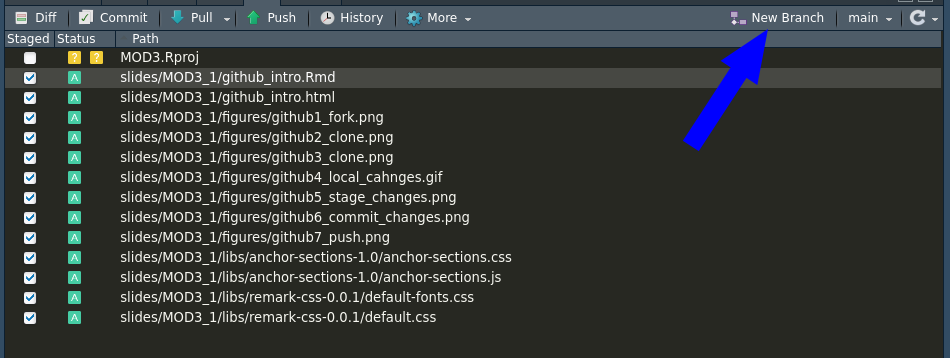 Diff Commit Pull Push History More New Branch main
Staged Status Path
? ? MOD3.Rproj
A slides/MOD3_1/github_intro.Rmd
A slides/MOD3_1/github_intro.html
A slides/MOD3_1/figures/github1_fork.png
A slides/MOD3_1/figures/github2_clone.png
A slides/MOD3_1/figures/github3_clone.png
A slides/MOD3_1/figures/github4_local_cahnges.gif
A slides/MOD3_1/figures/github5_stage_changes.png
A slides/MOD3_1/figures/github6_commit_changes.png
A slides/MOD3_1/figures/github7_push.png
A slides/MOD3_1/libs/anchor-sections-1.0/anchor-sections.css
A slides/MOD3_1/libs/anchor-sections-1.0/anchor-sections.js
A slides/MOD3_1/libs/remark-css-0.0.1/default-fonts.css
A slides/MOD3_1/libs/remark-css-0.0.1/default.css